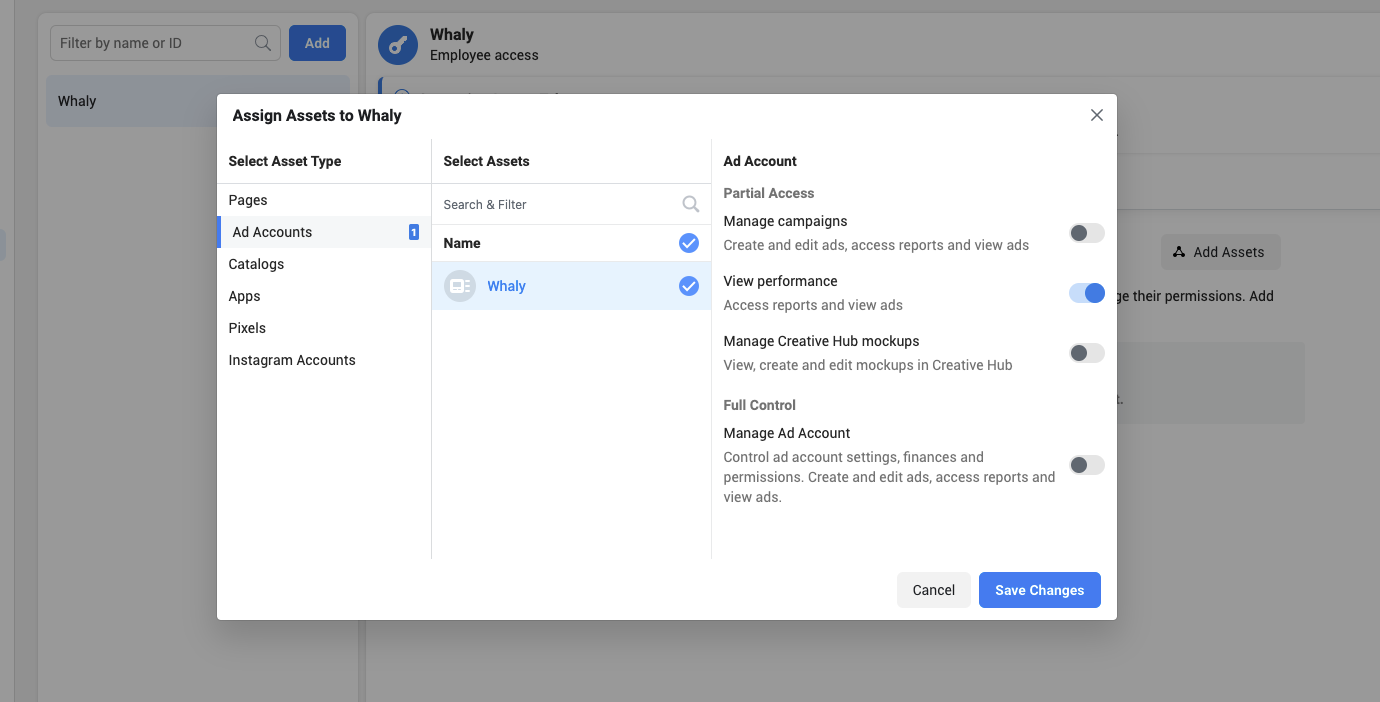 Filter by name or ID
Add
Whaly
Whaly
Employee access
Assign Assets to Whaly
Select Asset Type
Pages
Ad Accounts
1
Catalogs
Apps
Pixels
Instagram Accounts
Select Assets
Search & Filter
Name
Whaly
Ad Account
Partial Access
Manage campaigns
Create and edit ads, access reports and view ads
View performance
Access reports and view ads
Manage Creative Hub mockups
View, create and edit mockups in Creative Hub
Full Control
Manage Ad Account
Control ad account settings, finances and
permissions. Create and edit ads, access reports and
view ads.
Cancel
Save Changes
Add Assets
their permissions. Add